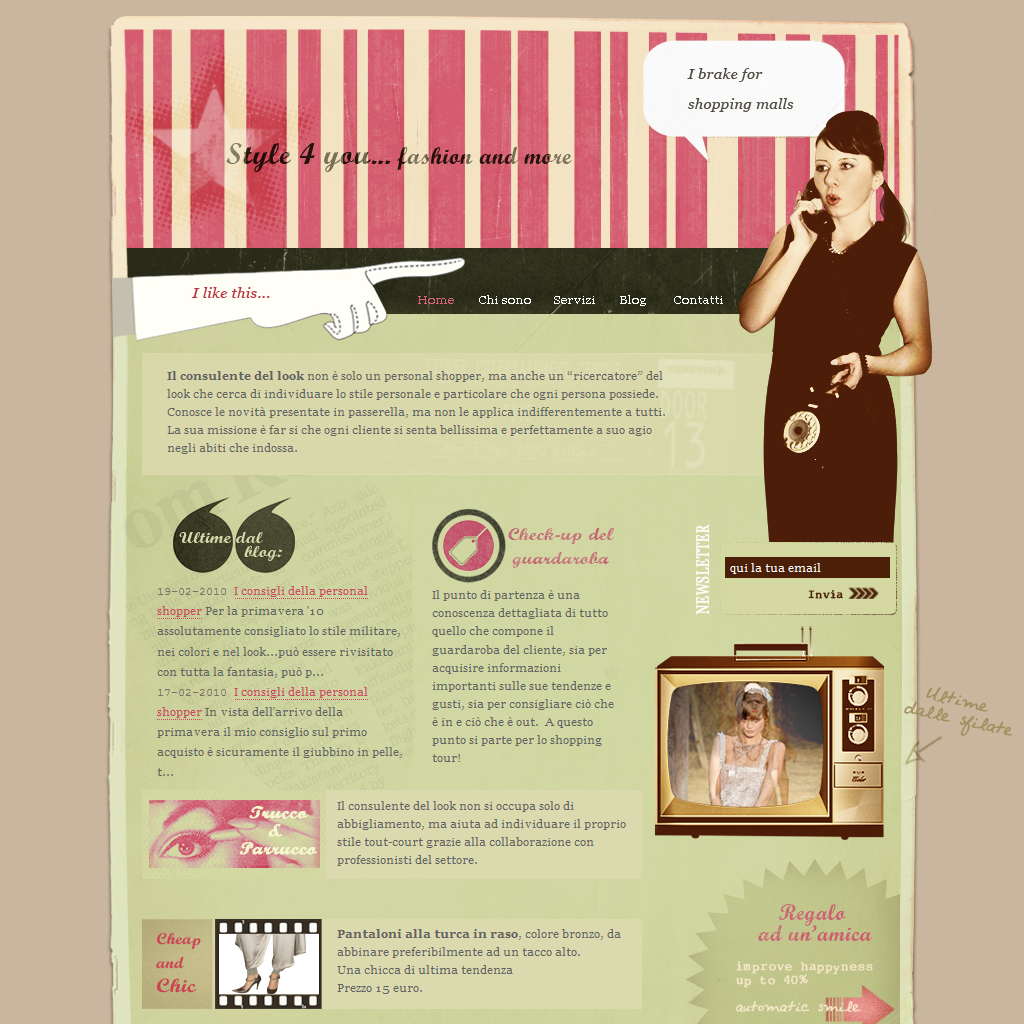 I brake for
shopping malls
Style 4 you... fashion and more
I like this...
Home Chi sono Servizi Blog Contatti
Il consulente del look non è solo un personal shopper, ma anche un “ricercatore” del
look che cerca di individuare lo stile personale e particolare che ogni persona possiede.
Conosce le novità presentate in passerella, ma non le applica indifferentemente a tutti.
La sua missione è far si che ogni cliente si senta bellissima e perfettamente a suo agio
negli abiti che indossa.
Ultime dal
blog:
19-02-2010 I consigli della personal
shopper Per la primavera '10
assolutamente consigliato lo stile militare,
nei colori e nel look...può essere rivisitato
con tutta la fantasia, può p...
17-02-2010 I consigli della personal
shopper In vista dell'arrivo della
primavera il mio consiglio sul primo
acquisto è sicuramente il giubbino in pelle,
t...
Check-up del
guardaroba
Il punto di partenza è una
conoscenza dettagliata di tutto
quello che compone il
guardaroba del cliente, sia per
acquisire informazioni
importanti sulle sue tendenze e
gusti, sia per consigliare ciò che
è in e ciò che è out. A questo
punto si parte per lo shopping
tour!
NEWSLETTER
qui la tua email
Invia
Ultime
dalle sfilate
Trucco
&
Parrucco
Il consulente del look non si occupa solo di
abbigliamento, ma aiuta ad individuare il proprio
stile tout-court grazie alla collaborazione con
professionisti del settore.
Cheap
and
Chic
Pantaloni alla turca in raso, colore bronzo, da
abbinare preferibilmente ad un tacco alto.
Una chicca di ultima tendenza
Prezzo 15 euro.
Regalo
ad un'amica
improve happyness
up to 40%
automatic smile